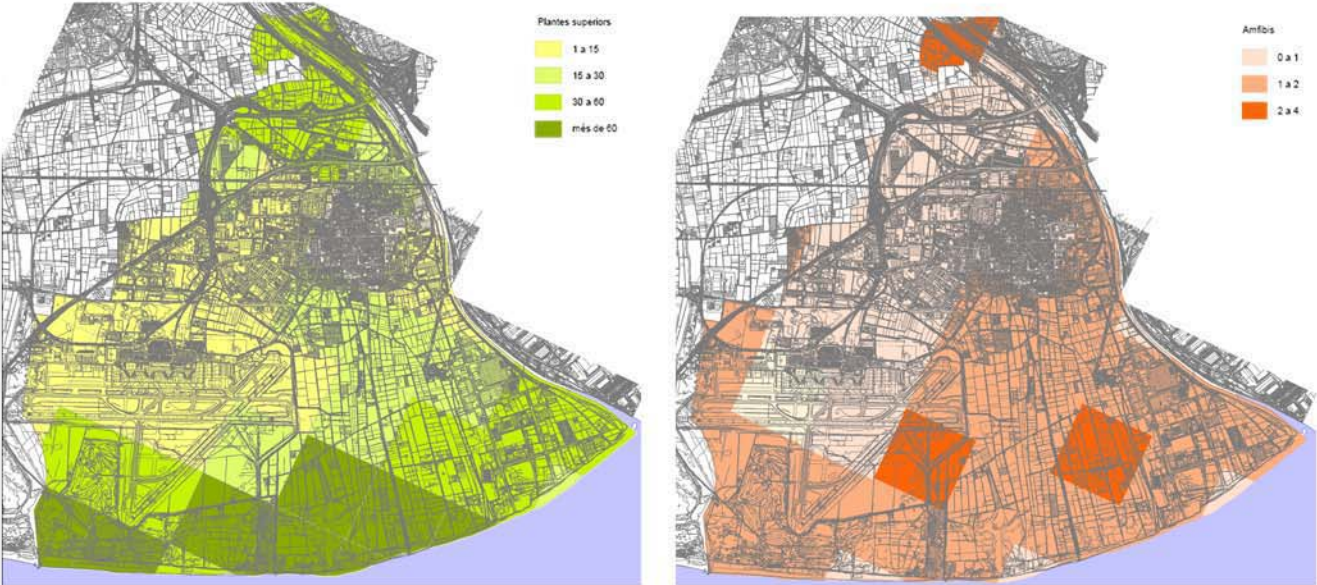 Plantes superiors
1 a 15
15 a 30
30 a 60
més de 60
Amfibis
0 a 1
1 a 2
2 a 4